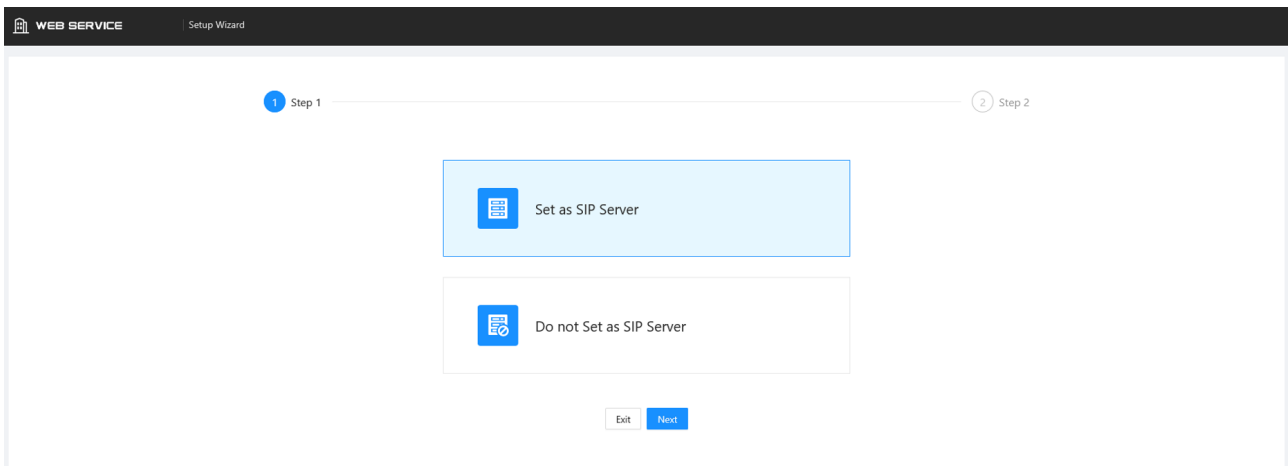 WEB SERVICE Setup Wizard
1 Step 1 2 Step 2
Set as SIP Server
Do not Set as SIP Server
Exit Next